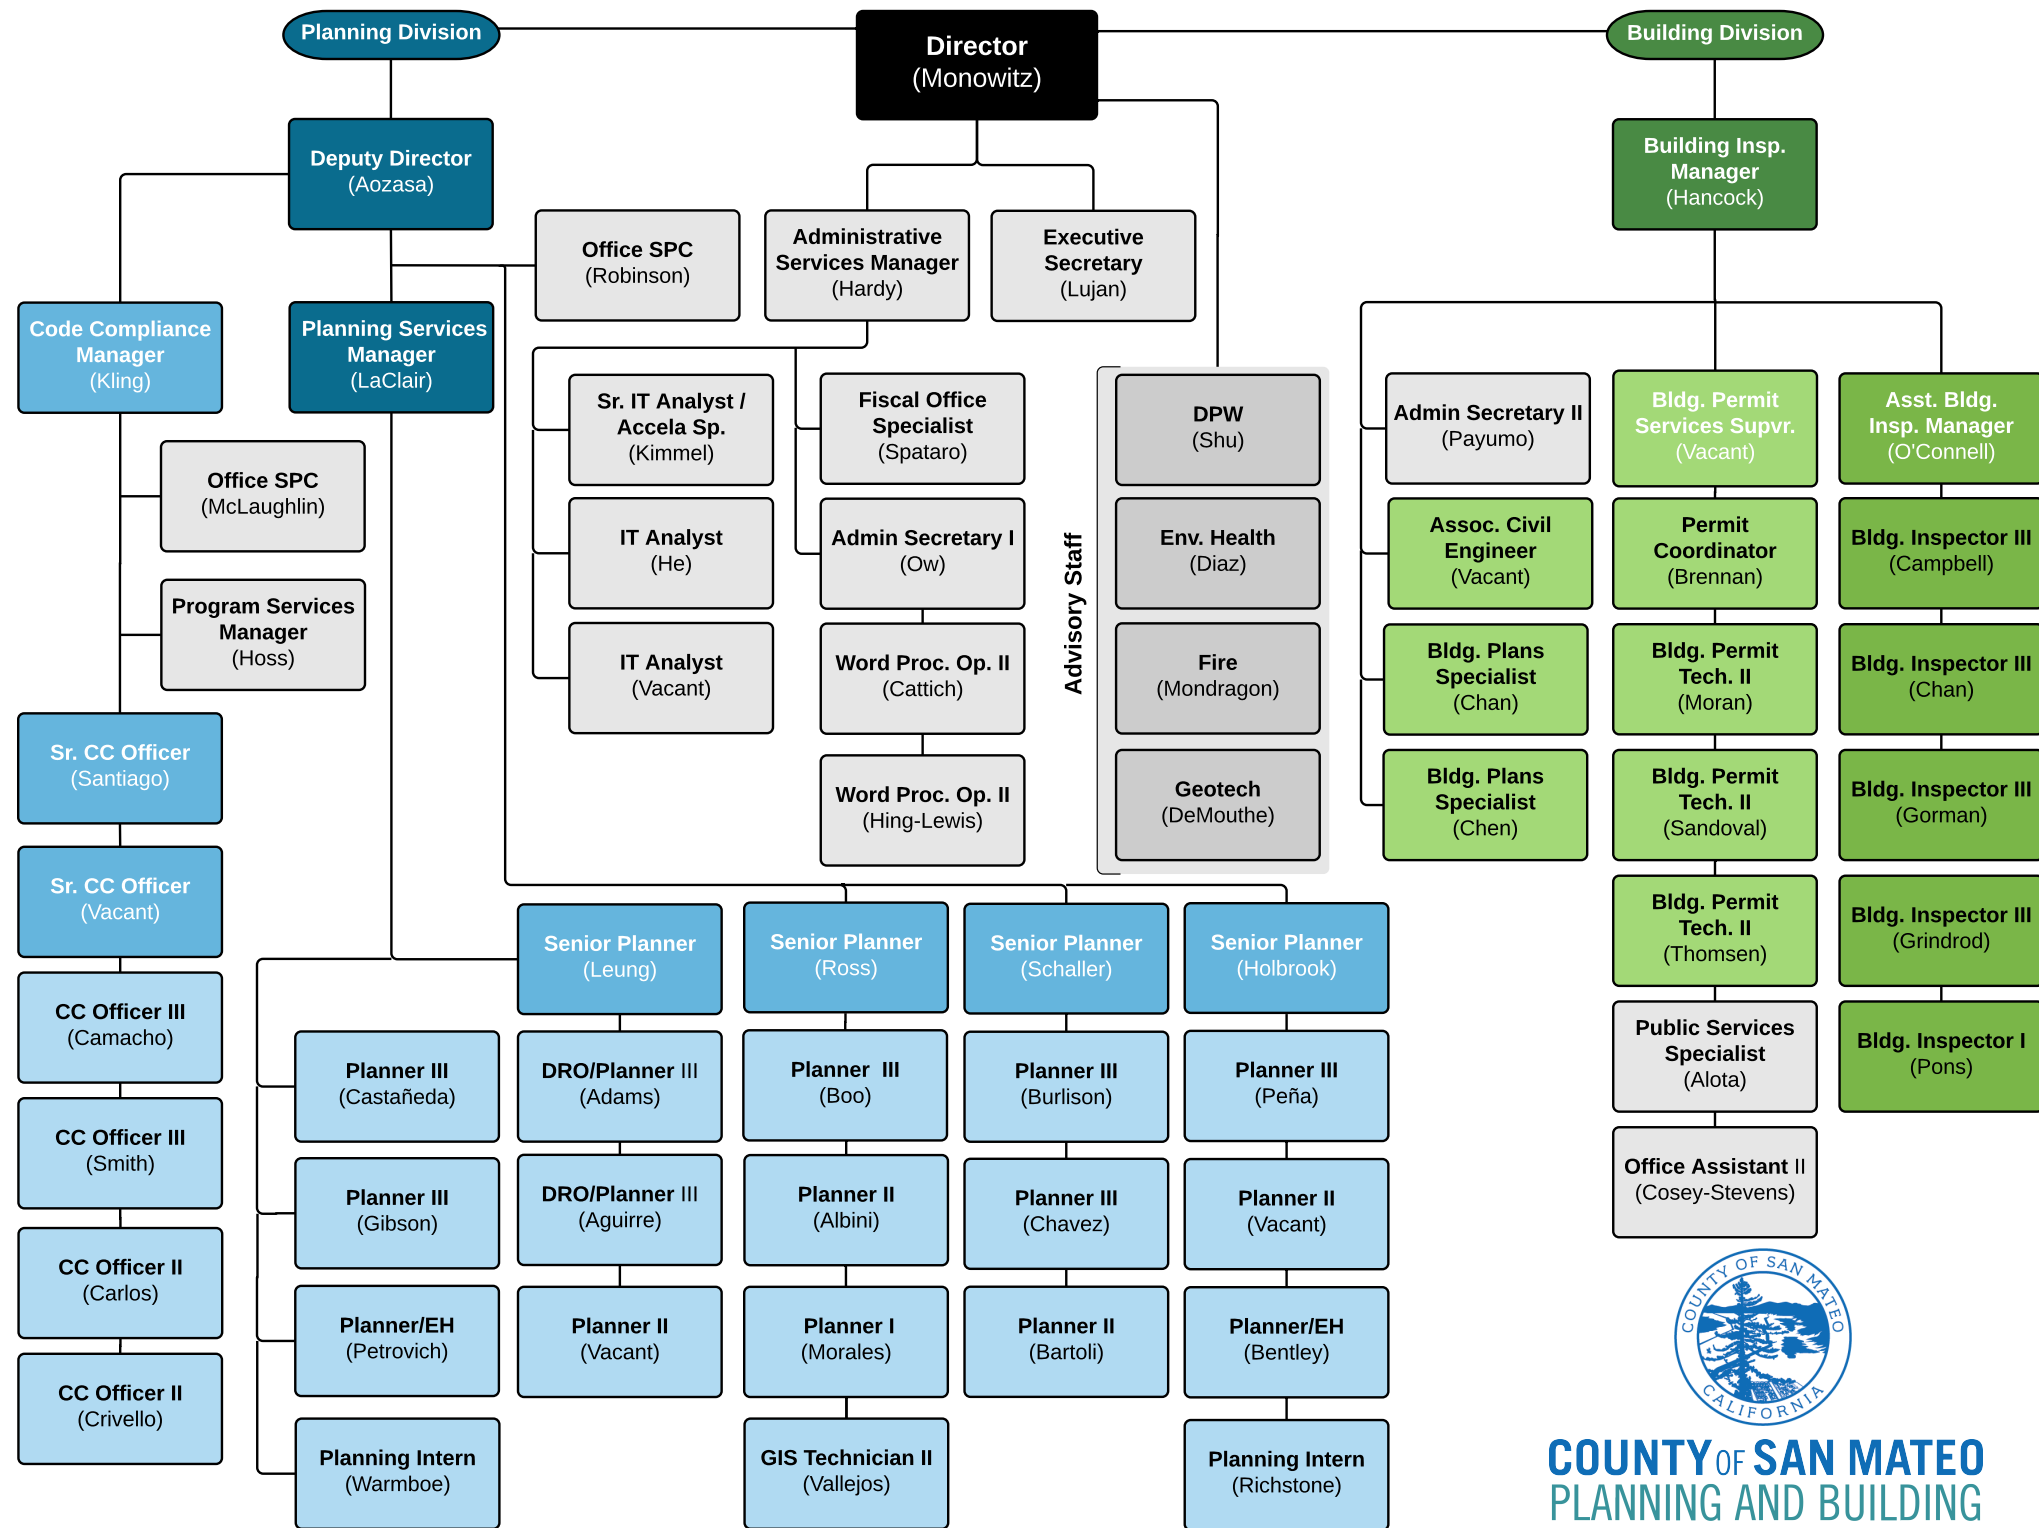 Planning Division
Director
(Monowitz)
Building Division
Deputy Director
(Aozasa)
Building Insp.
Manager
(Hancock)
Office SPC
(Robinson)
Administrative
Services Manager
(Hardy)
Executive
Secretary
(Lujan)
Code Compliance
Manager
(Kling)
Planning Services
Manager
(LaClair)
Office SPC
(McLaughlin)
Program Services
Manager
(Hoss)
Sr. CC Officer
(Santiago)
Sr. CC Officer
(Vacant)
CC Officer III
(Camacho)
CC Officer III
(Smith)
CC Officer II
(Carlos)
CC Officer II
(Crivello)
Sr. IT Analyst /
Accela Sp.
(Kimmel)
IT Analyst
(He)
IT Analyst
(Vacant)
Fiscal Office
Specialist
(Spataro)
Admin Secretary I
(Ow)
Word Proc. Op. II
(Cattich)
Word Proc. Op. II
(Hing-Lewis)
Advisory Staff
DPW
(Shu)
Env. Health
(Diaz)
Fire
(Mondragon)
Geotech
(DeMouthe)
Admin Secretary II
(Payumo)
Assoc. Civil
Engineer
(Vacant)
Bldg. Plans
Specialist
(Chan)
Bldg. Plans
Specialist
(Chen)
Bldg. Permit
Services Supvr.
(Vacant)
Permit
Coordinator
(Brennan)
Bldg. Permit
Tech. II
(Moran)
Bldg. Permit
Tech. II
(Sandoval)
Bldg. Permit
Tech. II
(Thomsen)
Public Services
Specialist
(Alota)
Office Assistant II
(Cosey-Stevens)
Asst. Bldg.
Insp. Manager
(O'Connell)
Bldg. Inspector III
(Campbell)
Bldg. Inspector III
(Chan)
Bldg. Inspector III
(Gorman)
Bldg. Inspector III
(Grindrod)
Bldg. Inspector I
(Pons)
Planner III
(Castañeda)
Planner III
(Gibson)
Planner/EH
(Petrovich)
Planning Intern
(Warmboe)
Senior Planner
(Leung)
DRO/Planner III
(Adams)
DRO/Planner III
(Aguirre)
Planner II
(Vacant)
Senior Planner
(Ross)
Planner III
(Boo)
Planner II
(Albini)
Planner I
(Morales)
GIS Technician II
(Vallejos)
Senior Planner
(Schaller)
Planner III
(Burlison)
Planner III
(Chavez)
Planner II
(Bartoli)
Senior Planner
(Holbrook)
Planner III
(Peña)
Planner II
(Vacant)
Planner/EH
(Bentley)
Planning Intern
(Richstone)
COUNTY OF SAN MATEO
CALIFORNIA
COUNTY OF SAN MATEO
PLANNING AND BUILDING